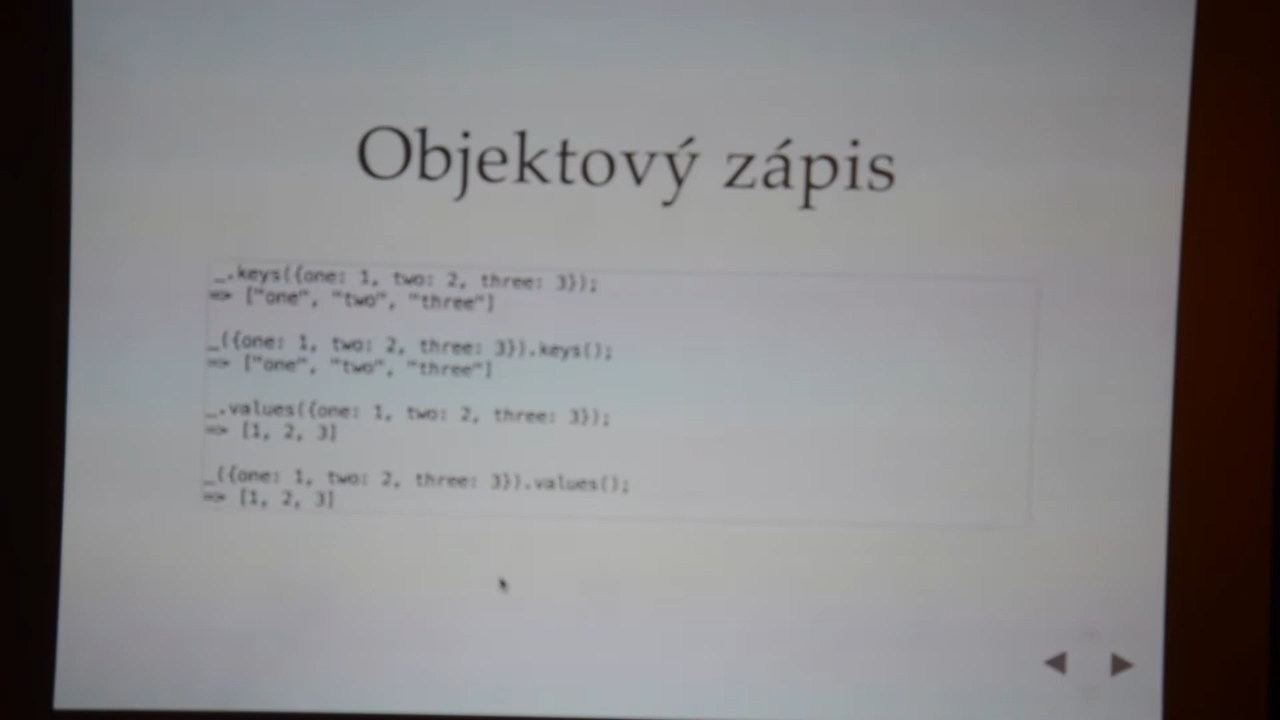 Objektový zápis
_.keys({one: 1, two: 2, three: 3});
=> ["one", "two", "three"]
_({one: 1, two: 2, three: 3}).keys();
=> ["one", "two", "three"]
_.values({one: 1, two: 2, three: 3});
=> [1, 2, 3]
_({one: 1, two: 2, three: 3}).values();
=> [1, 2, 3]